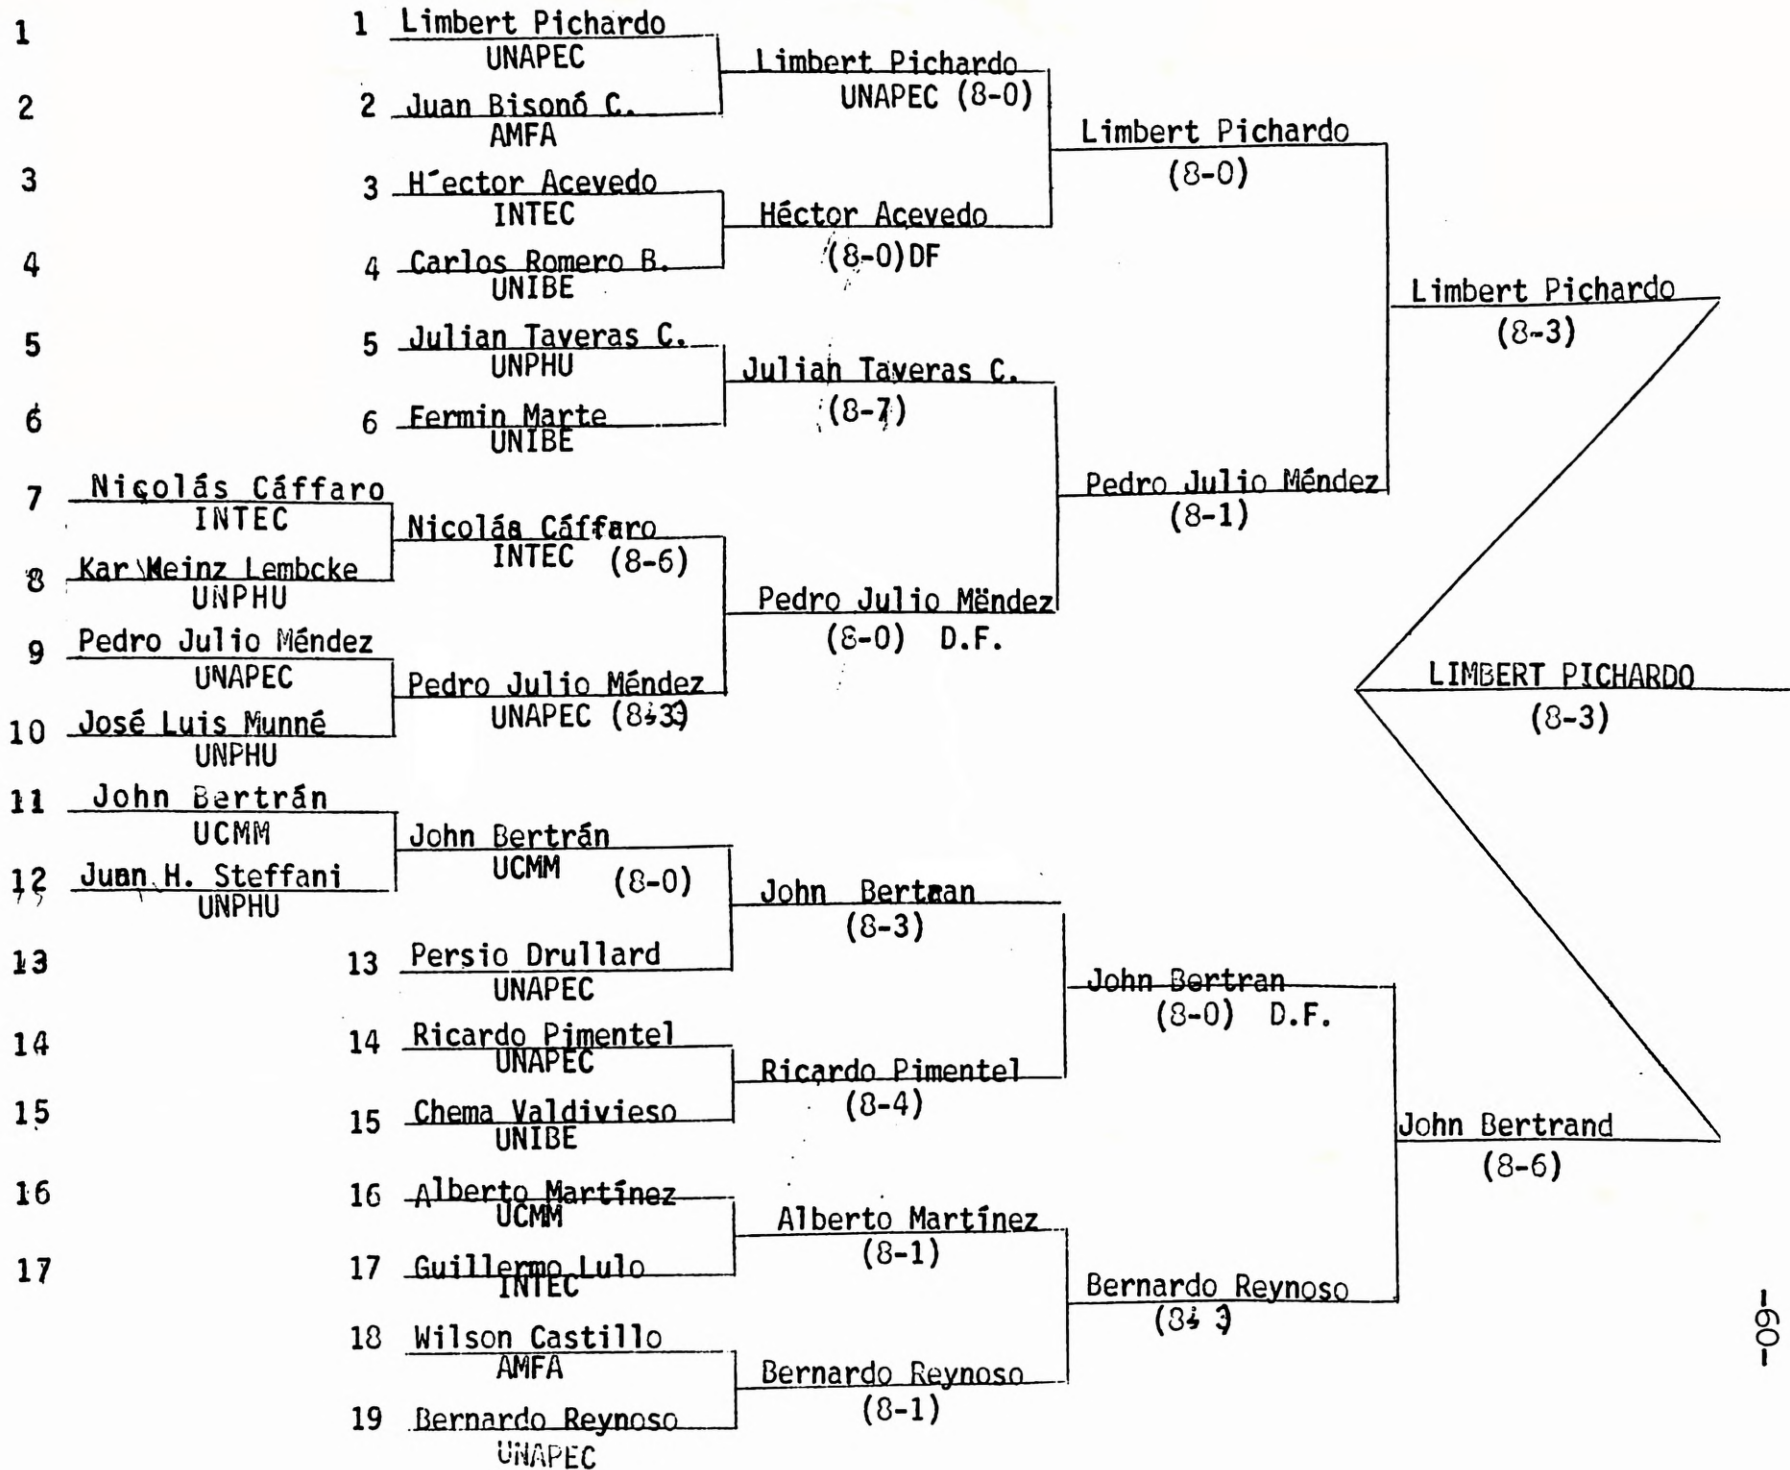 1
1 Limbert Pichardo
UNAPEC
Limbert Pichardo
UNAPEC (8-0)
2
2 Juan Bisonó C.
AMFA
Limbert Pichardo
(8-0)
3
3 H´ector Acevedo
INTEC
Héctor Acevedo
(8-0)DF
4
4 Carlos Romero B.
UNIBE
Limbert Pichardo
(8-3)
5
5 Julian Taveras C.
UNPHU
Julian Taveras C.
(8-7)
6
6 Fermin Marte
UNIBE
Pedro Julio Méndez
(8-1)
7 Nicolás Cáffaro
INTEC
Nicolás Cáffaro
INTEC (8-6)
8 Kar Heinz Lembcke
UNPHU
Pedro Julio Mëndez
(8-0) D.F.
9 Pedro Julio Méndez
UNAPEC
Pedro Julio Méndez
UNAPEC (8-3)
10 José Luis Munné
UNPHU
LIMBERT PICHARDO
(8-3)
11 John Bertrán
UCMM
John Bertrán
UCMM (8-0)
12 Juan H. Steffani
UNPHU
John Bertran
(8-3)
13
13 Persio Drullard
UNAPEC
John Bertran
(8-0) D.F.
14
14 Ricardo Pimentel
UNAPEC
Ricardo Pimentel
(8-4)
15
15 Chema Valdivieso
UNIBE
John Bertrand
(8-6)
16
16 Alberto Martínez
UCMM
Alberto Martínez
(8-1)
17
17 Guillermo Lulo
INTEC
Bernardo Reynoso
(8-3)
18 Wilson Castillo
AMFA
Bernardo Reynoso
(8-1)
19 Bernardo Reynoso
UNAPEC
-60-